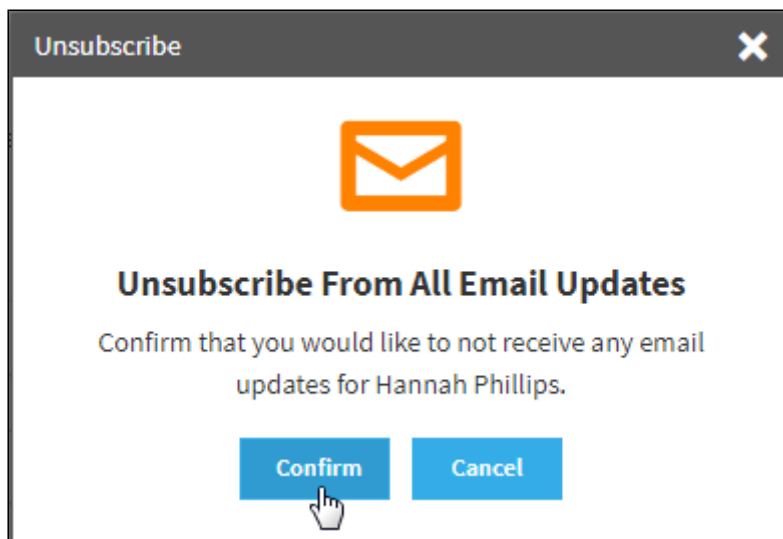 Unsubscribe
Unsubscribe From All Email Updates
Confirm that you would like to not receive any email
updates for Hannah Phillips.
Confirm Cancel